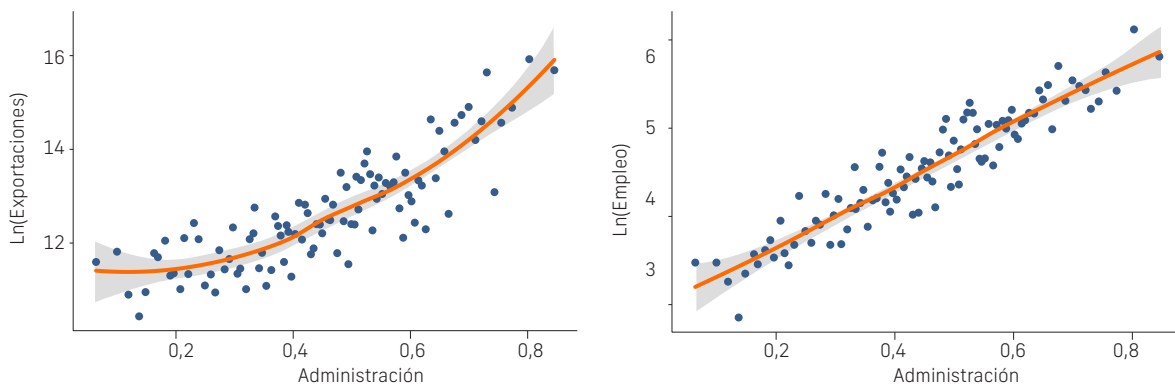 Ln(Exportaciones)
16
14
12
0,2 0,4 0,6 0,8
Administración
Ln(Empleo)
6
5
4
3
0,2 0,4 0,6 0,8
Administración